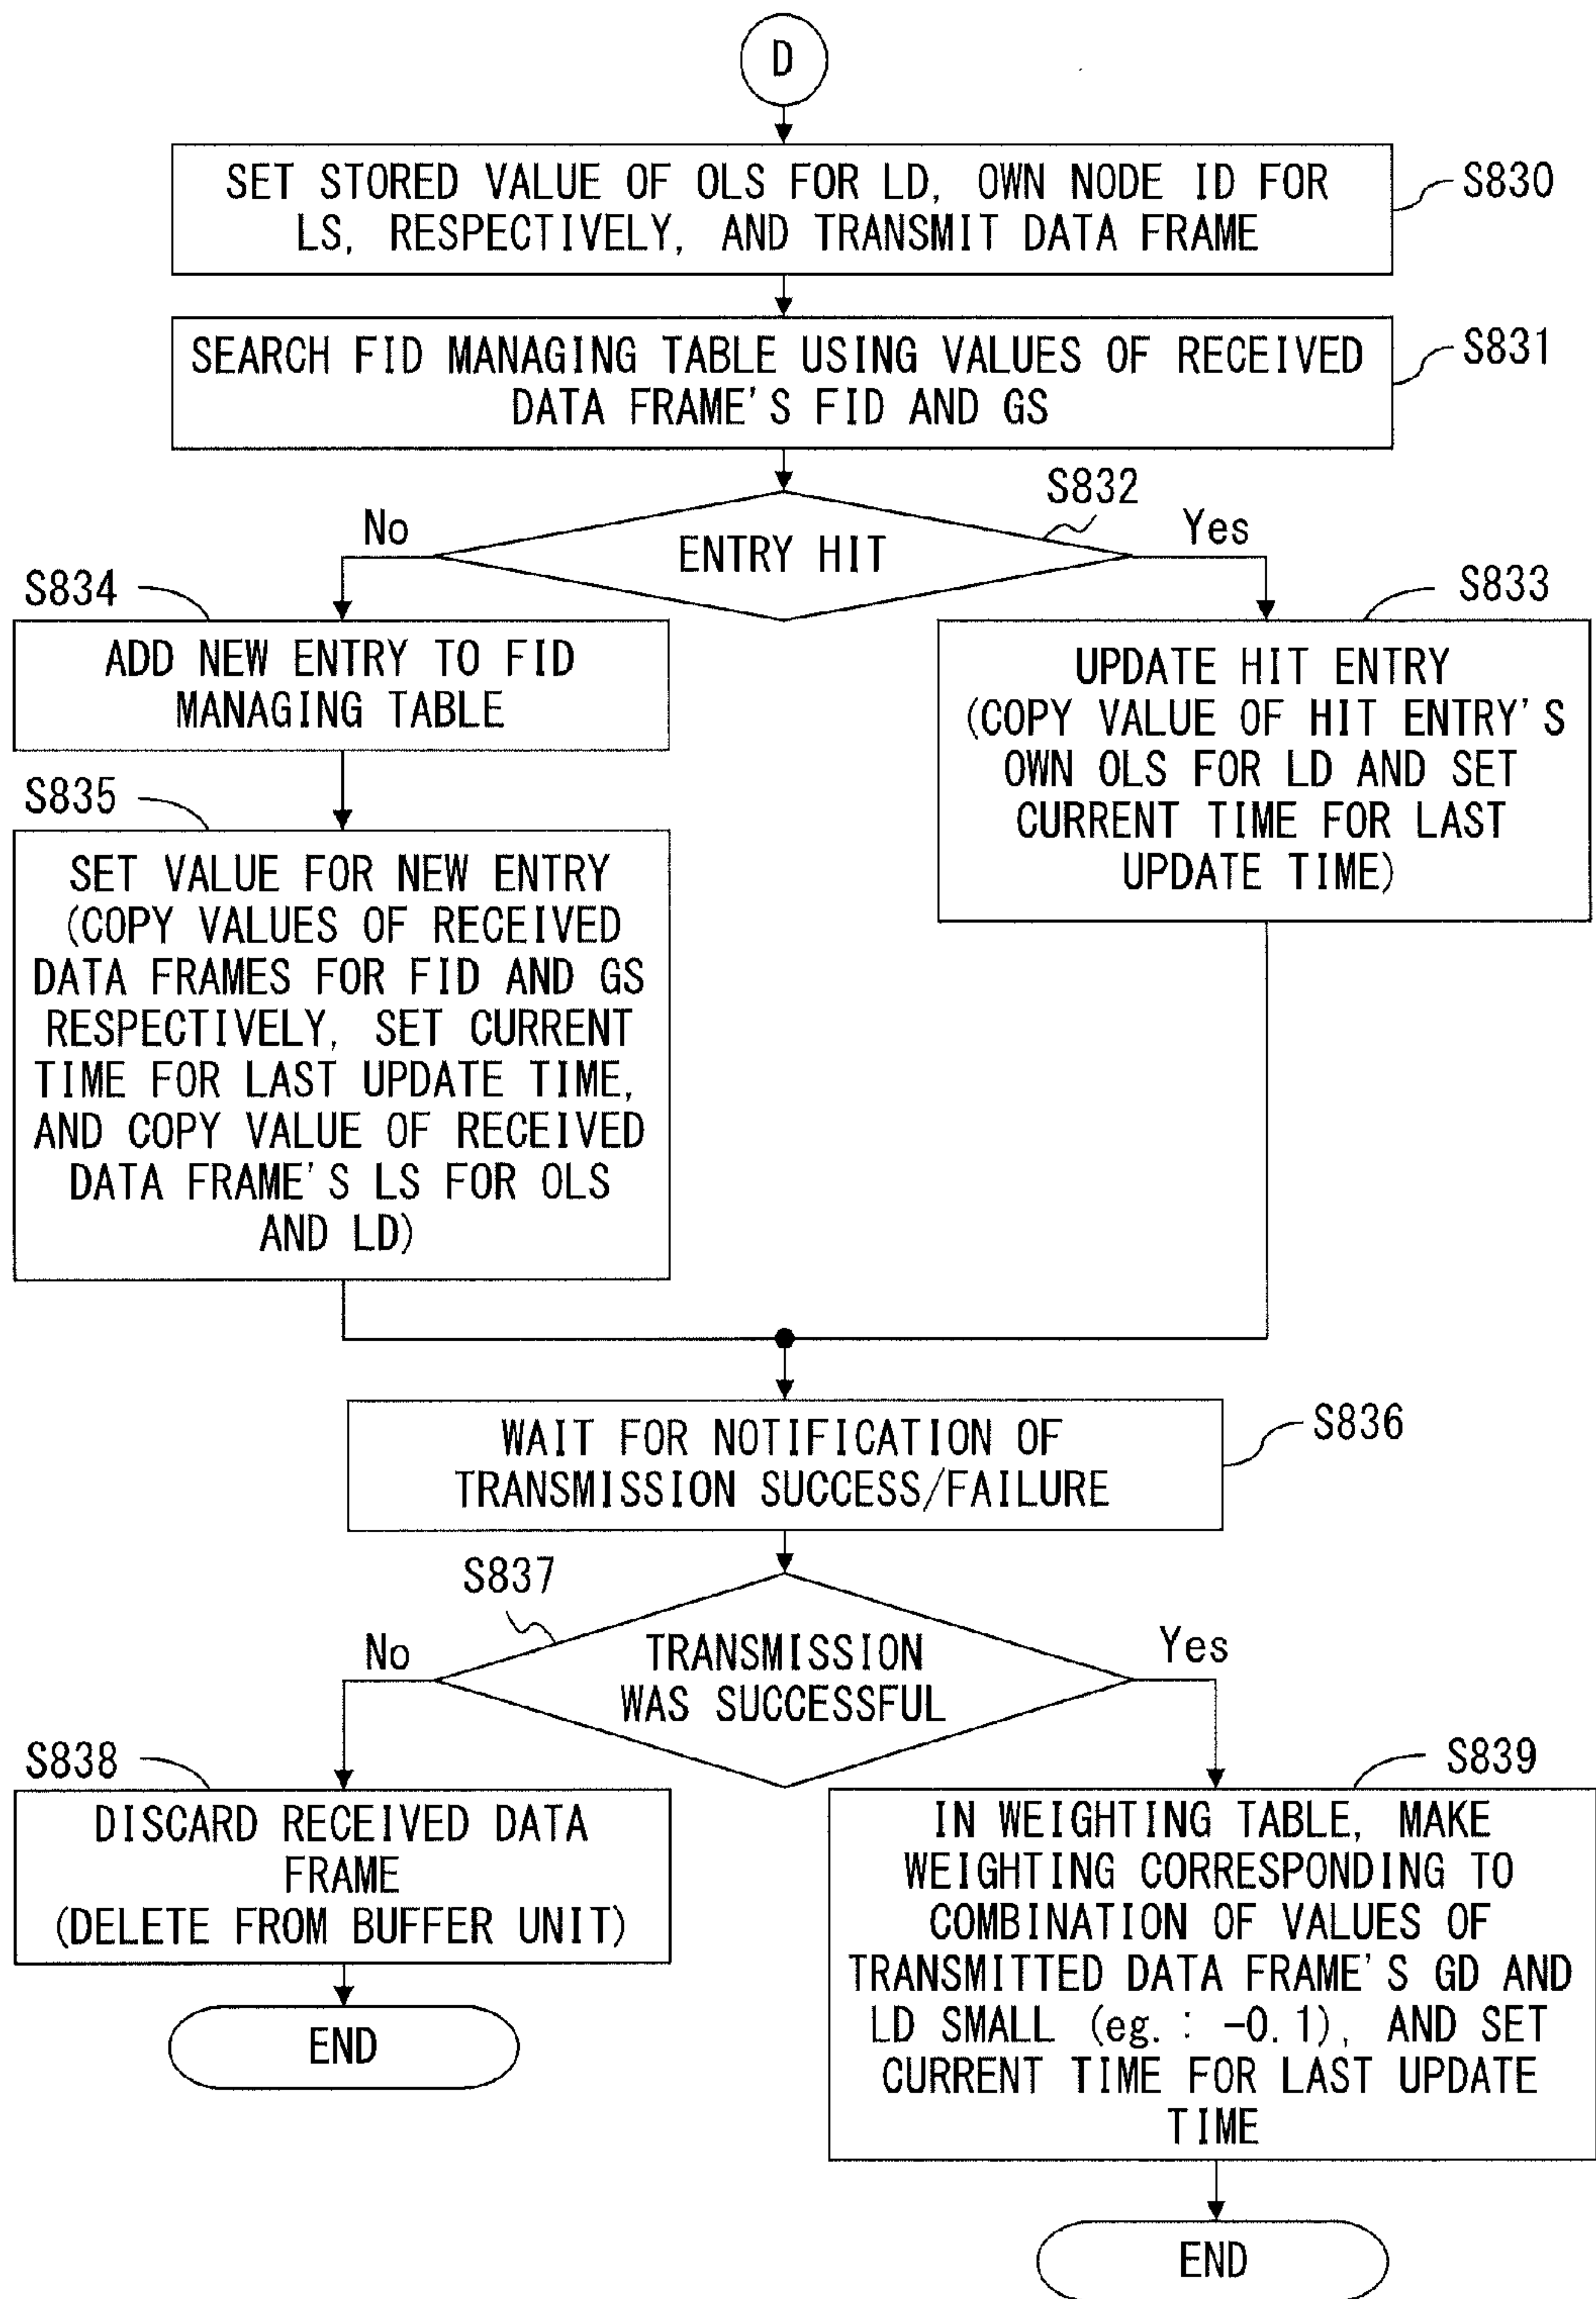 D
SET STORED VALUE OF OLS FOR LD, OWN NODE ID FOR
LS, RESPECTIVELY, AND TRANSMIT DATA FRAME
S830
SEARCH FID MANAGING TABLE USING VALUES OF RECEIVED
DATA FRAME'S FID AND GS
S831
S832
No
ENTRY HIT
Yes
S834
ADD NEW ENTRY TO FID
MANAGING TABLE
S833
UPDATE HIT ENTRY
(COPY VALUE OF HIT ENTRY'S
OWN OLS FOR LD AND SET
CURRENT TIME FOR LAST
UPDATE TIME)
S835
SET VALUE FOR NEW ENTRY
(COPY VALUES OF RECEIVED
DATA FRAMES FOR FID AND GS
RESPECTIVELY, SET CURRENT
TIME FOR LAST UPDATE TIME,
AND COPY VALUE OF RECEIVED
DATA FRAME'S LS FOR OLS
AND LD)
WAIT FOR NOTIFICATION OF
TRANSMISSION SUCCESS/FAILURE
S836
S837
No
TRANSMISSION
WAS SUCCESSFUL
Yes
S838
DISCARD RECEIVED DATA
FRAME
(DELETE FROM BUFFER UNIT)
END
S839
IN WEIGHTING TABLE, MAKE
WEIGHTING CORRESPONDING TO
COMBINATION OF VALUES OF
TRANSMITTED DATA FRAME'S GD AND
LD SMALL (eg.: -0.1), AND SET
CURRENT TIME FOR LAST UPDATE
TIME
END